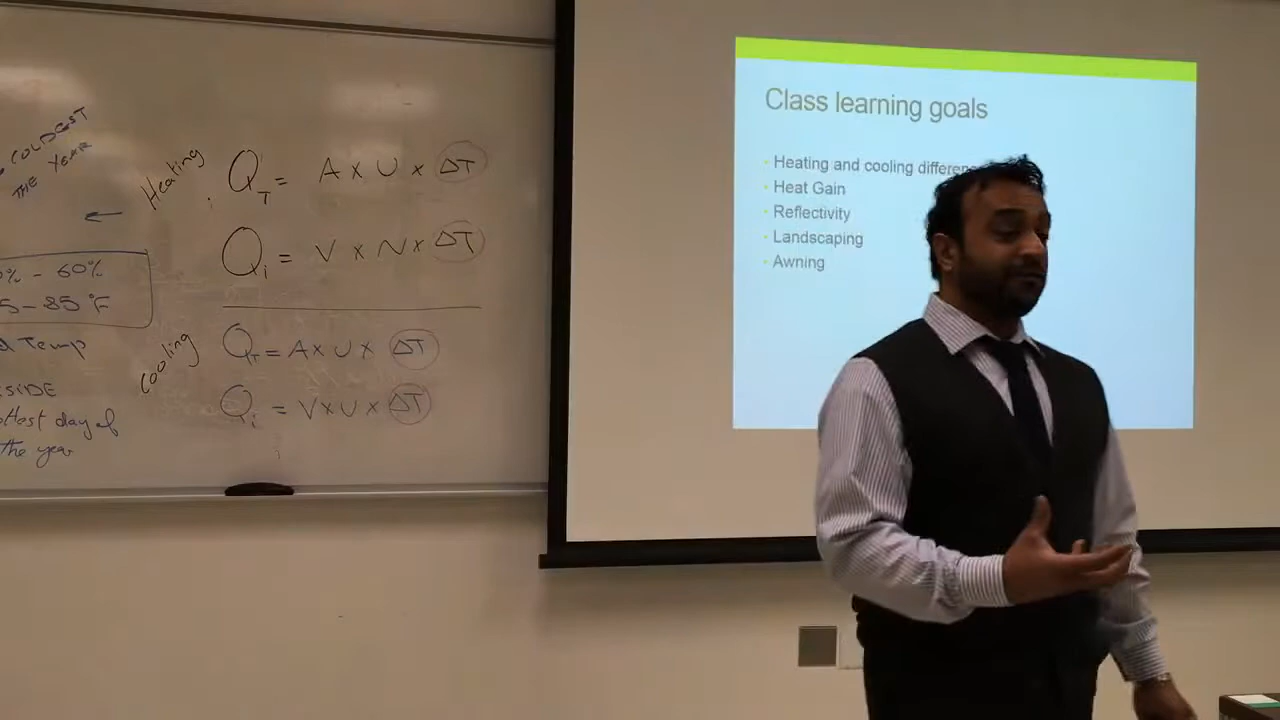 COLDEST
THE YEAR
←
% - 60%
5 - 85 °F
Temp
SIDE
ttest day of
the year
Heating
Q_T = A x U x ΔT
Q_i = V x N x ΔT
Cooling
Q_T = A x U x ΔT
Q_i = V x U x ΔT
Class learning goals
• Heating and cooling differenc
• Heat Gain
• Reflectivity
• Landscaping
• Awning